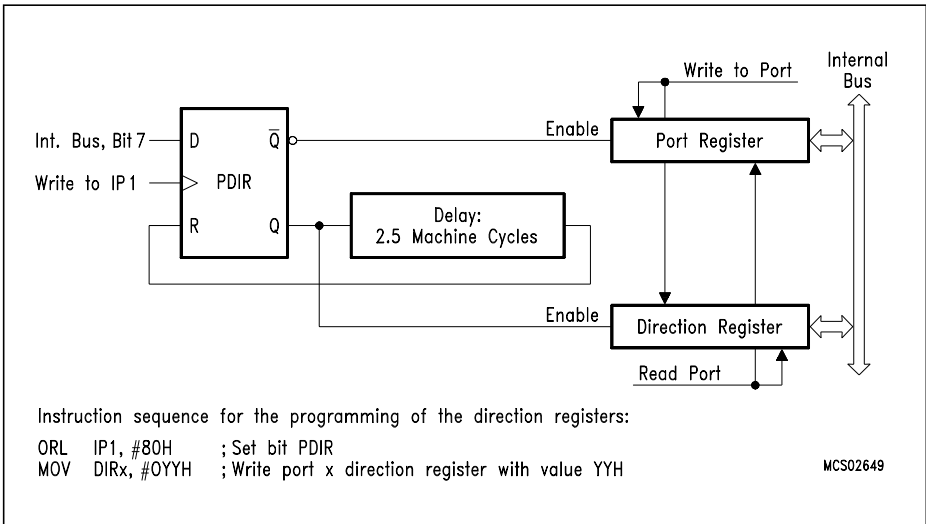 Write to Port
Internal
Bus
Int. Bus, Bit 7
D
Q̅
Enable
Port Register
Write to IP1
PDIR
R
Q
Delay:
2.5 Machine Cycles
Enable
Direction Register
Read Port
Instruction sequence for the programming of the direction registers:
ORL IP1, #80H ; Set bit PDIR
MOV DIRx, #0YYH ; Write port x direction register with value YYH
MCS02649